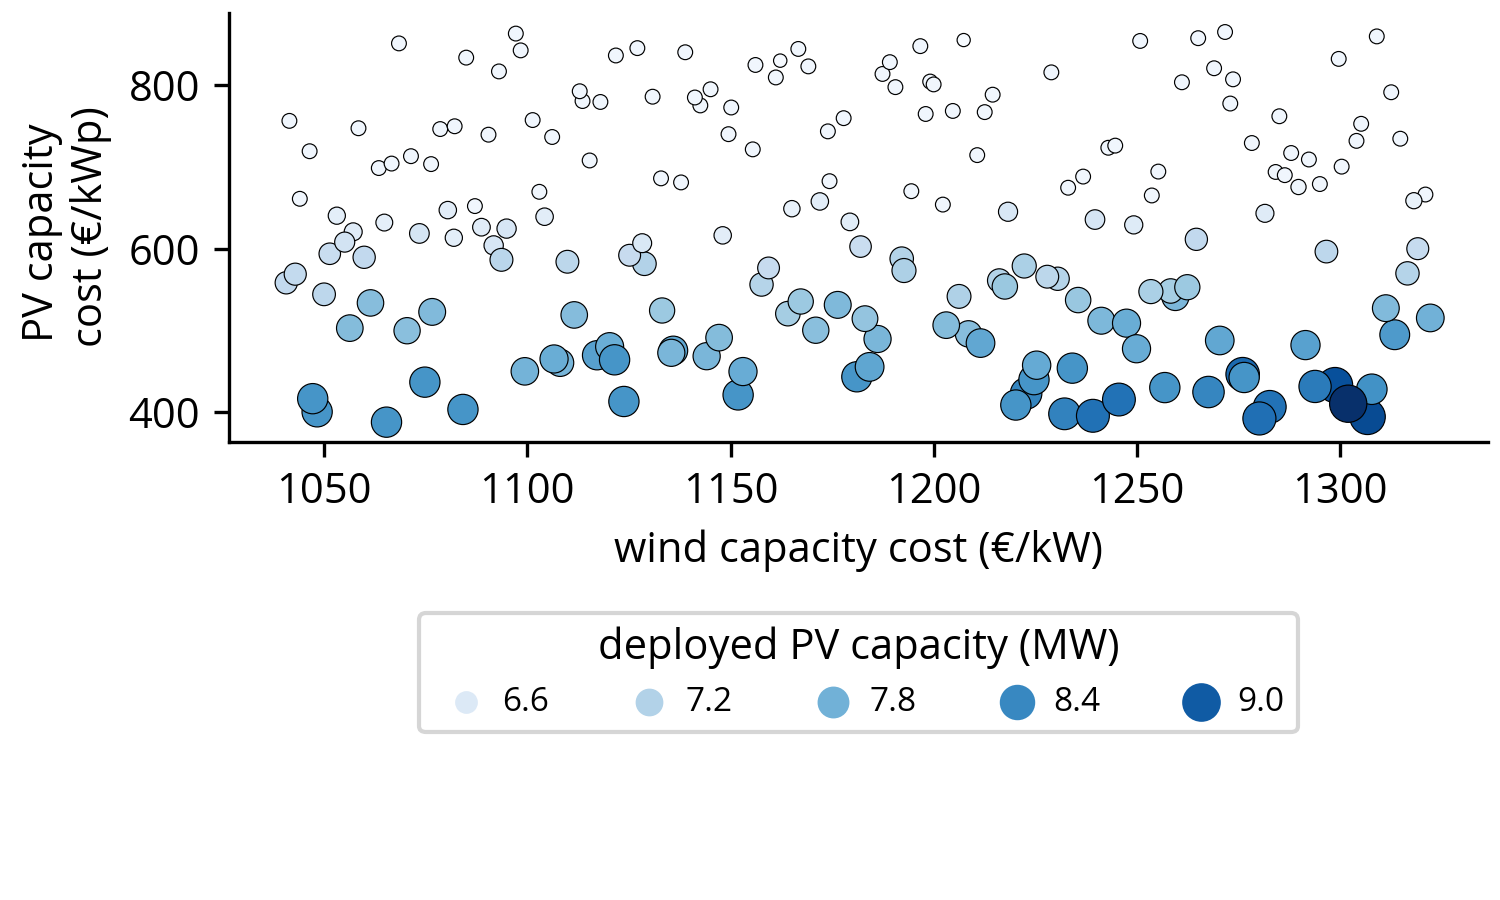 PV capacity
cost (€/kWp)
800
600
400
1050 1100 1150 1200 1250 1300
wind capacity cost (€/kW)
deployed PV capacity (MW)
6.6 7.2 7.8 8.4 9.0